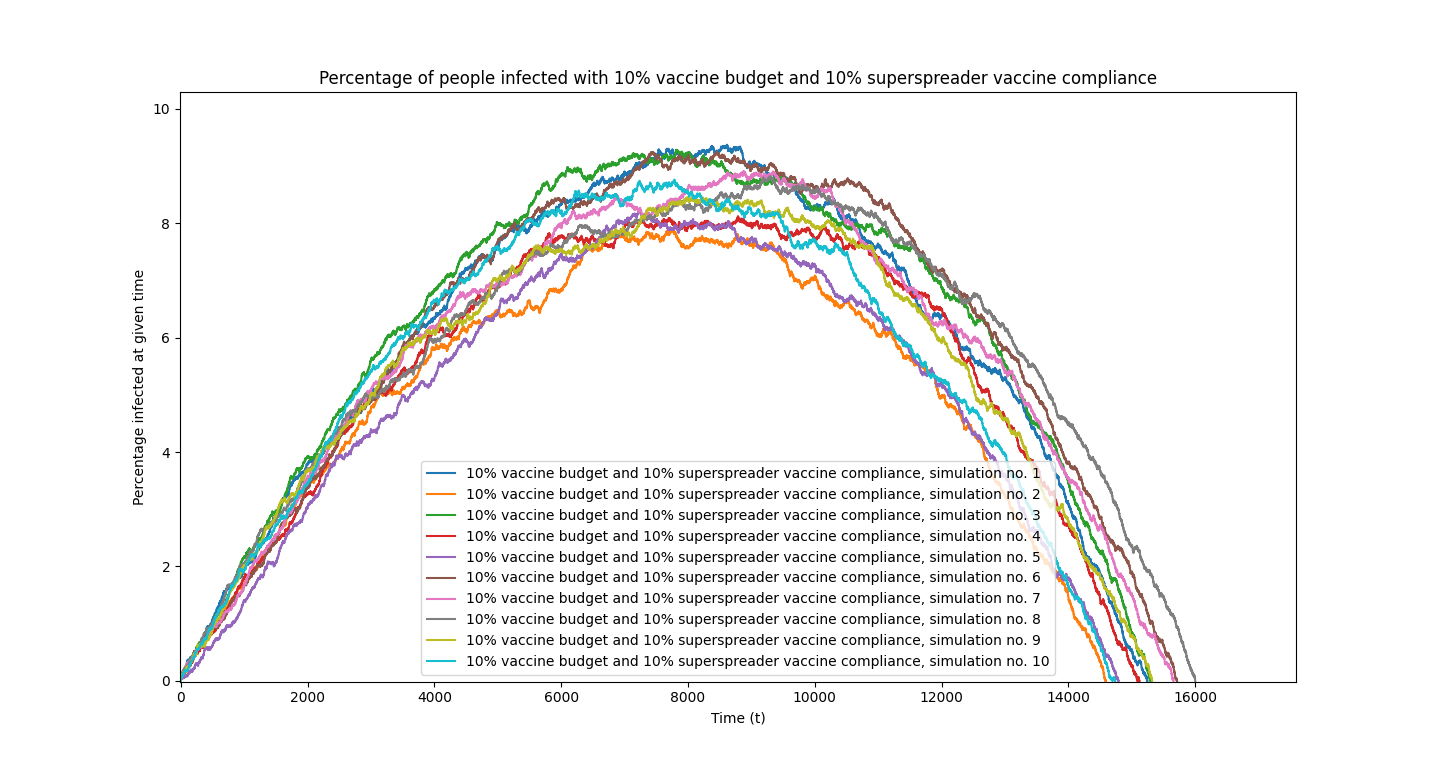 Percentage of people infected with 10% vaccine budget and 10% superspreader vaccine compliance
10
8
6
4
2
0
Percentage infected at given time
10% vaccine budget and 10% superspreader vaccine compliance, simulation no. 1
10% vaccine budget and 10% superspreader vaccine compliance, simulation no. 2
10% vaccine budget and 10% superspreader vaccine compliance, simulation no. 3
10% vaccine budget and 10% superspreader vaccine compliance, simulation no. 4
10% vaccine budget and 10% superspreader vaccine compliance, simulation no. 5
10% vaccine budget and 10% superspreader vaccine compliance, simulation no. 6
10% vaccine budget and 10% superspreader vaccine compliance, simulation no. 7
10% vaccine budget and 10% superspreader vaccine compliance, simulation no. 8
10% vaccine budget and 10% superspreader vaccine compliance, simulation no. 9
10% vaccine budget and 10% superspreader vaccine compliance, simulation no. 10
0 2000 4000 6000 8000 10000 12000 14000 16000
Time (t)